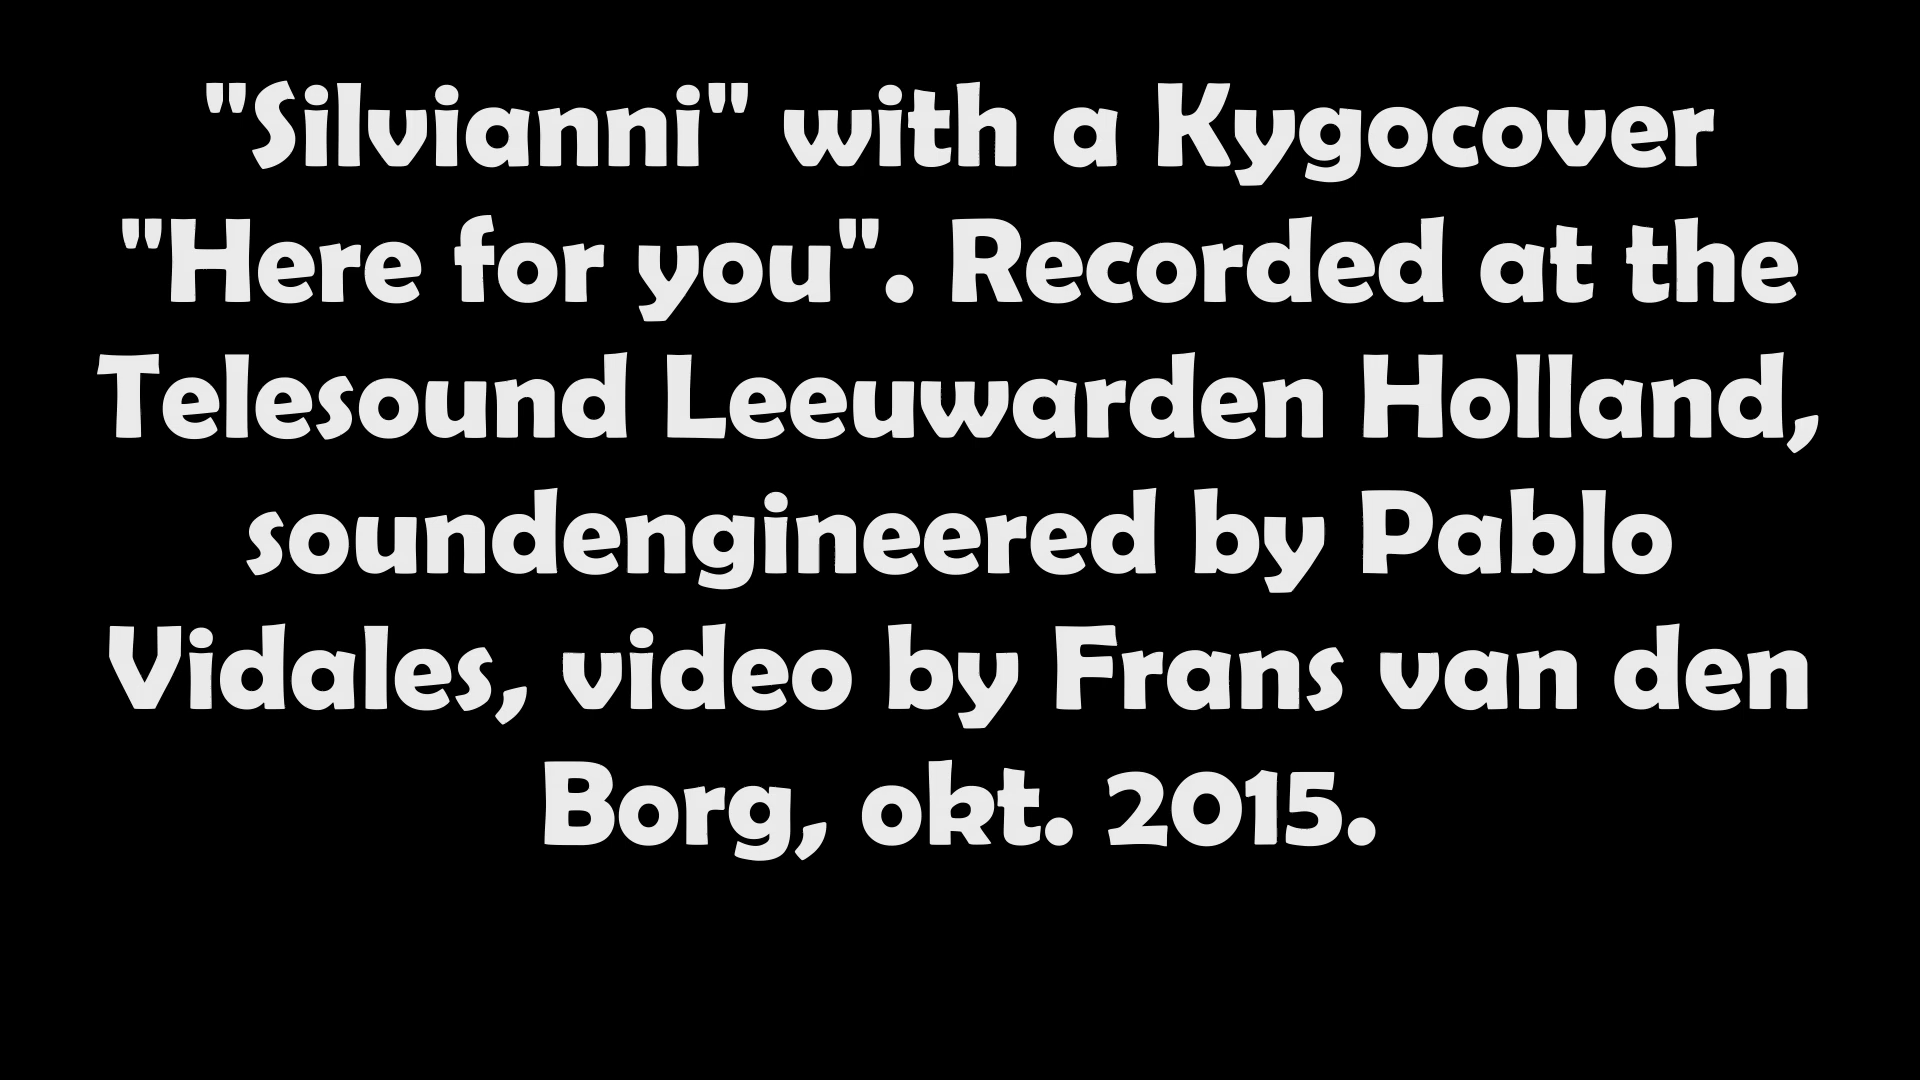 "Silvianni" with a Kygocover
"Here for you". Recorded at the
Telesound Leeuwarden Holland,
soundengineered by Pablo
Vidales, video by Frans van den
Borg, okt. 2015.